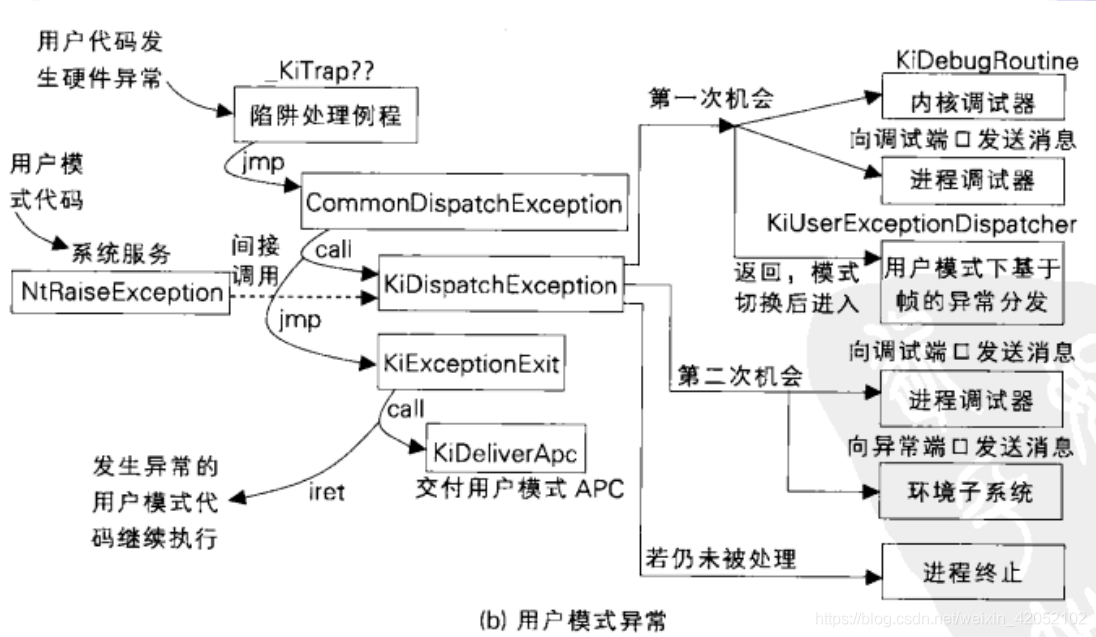 用户代码发
生硬件异常
_KiTrap??
陷阱处理例程
jmp
用户模
式代码
系统服务
NtRaiseException
间接
调用
CommonDispatchException
call
KiDispatchException
jmp
KiExceptionExit
call
KiDeliverApc
交付用户模式 APC
iret
发生异常的
用户模式代
码继续执行
第一次机会
KiDebugRoutine
内核调试器
向调试端口发送消息
进程调试器
KiUserExceptionDispatcher
返回，模式
切换后进入
用户模式下基于
帧的异常分发
第二次机会
向调试端口发送消息
进程调试器
向异常端口发送消息
环境子系统
若仍未被处理
进程终止
(b) 用户模式异常
https://blog.csdn.net/weixin_42052102